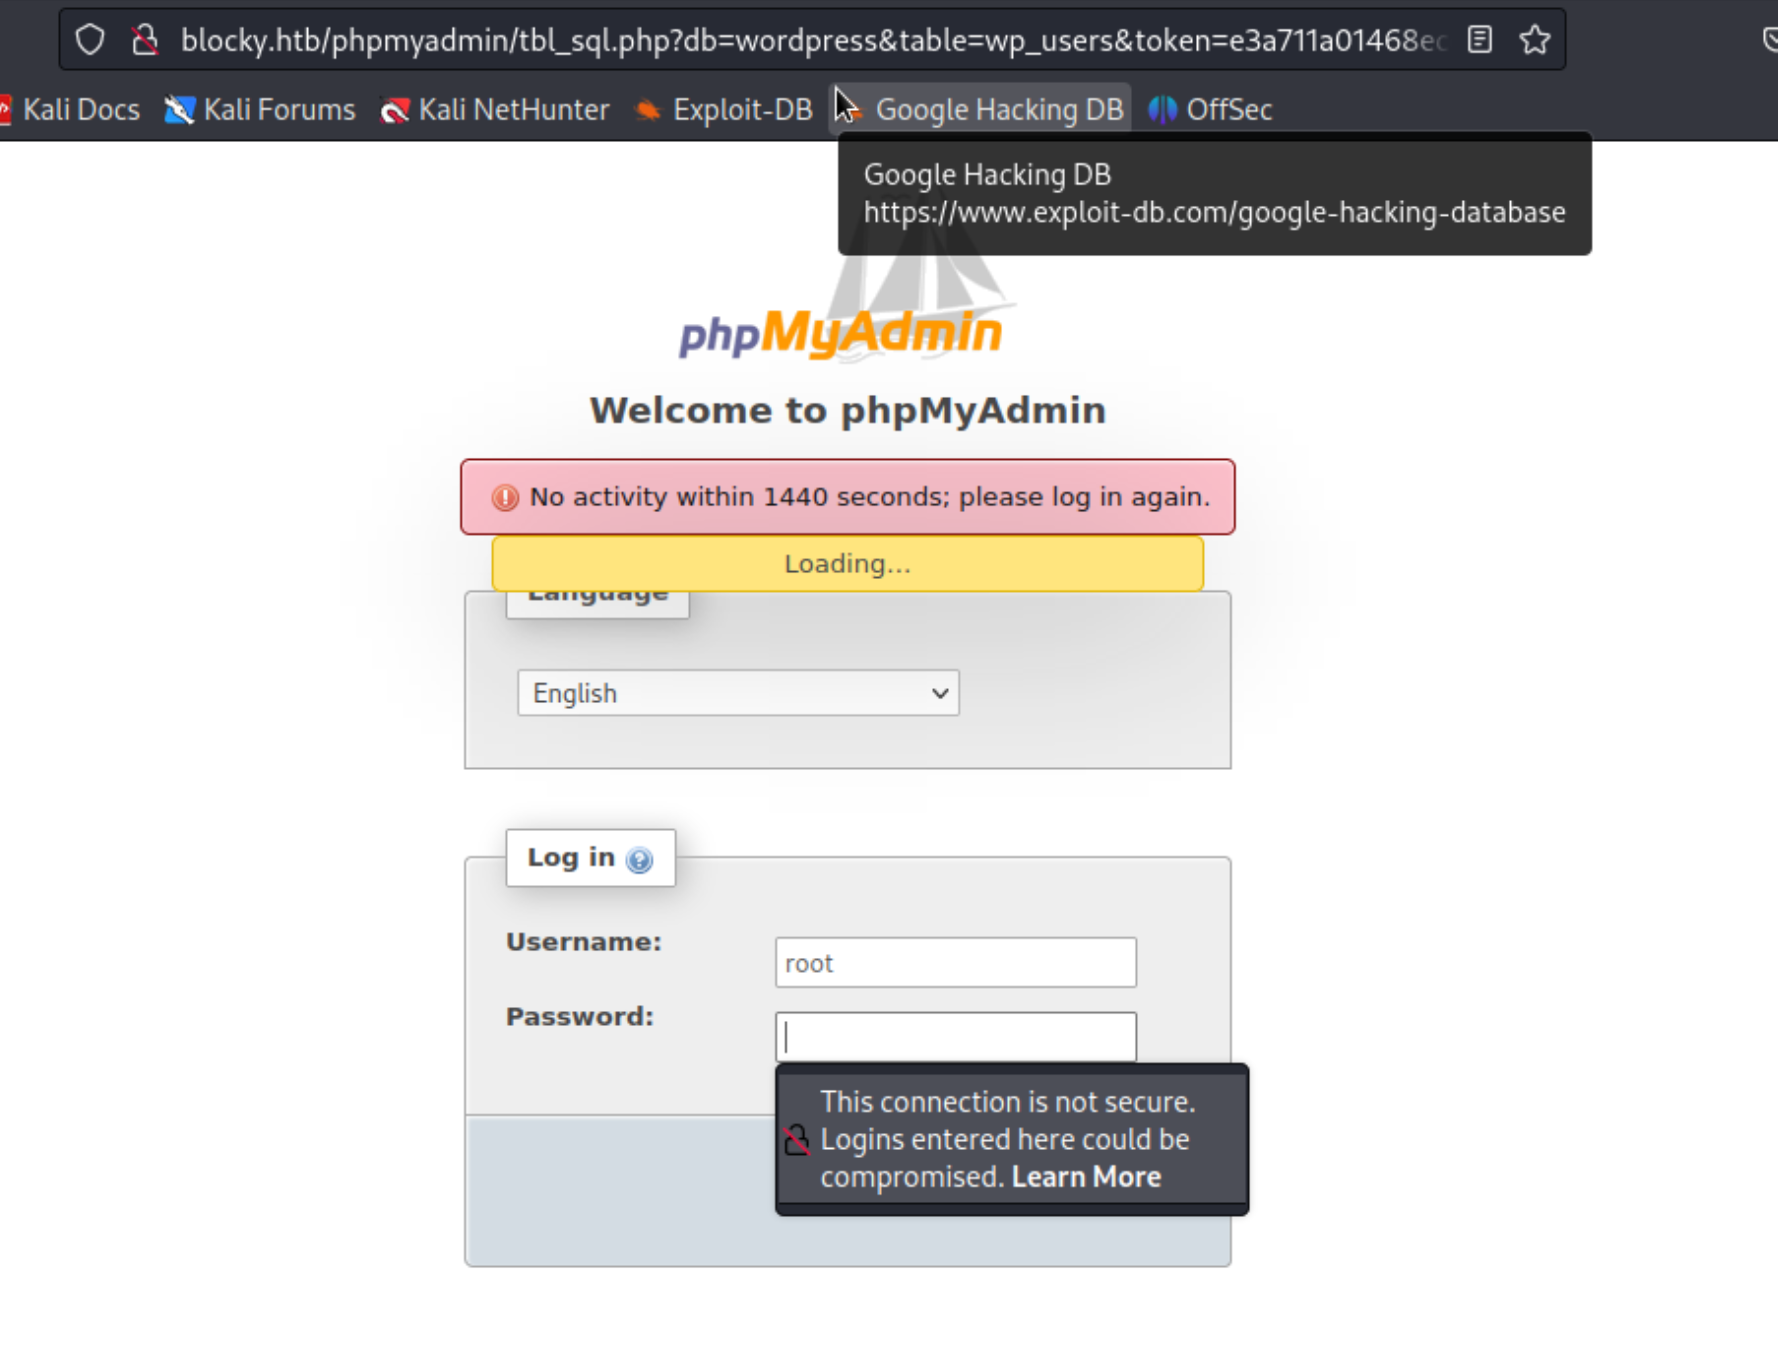 blocky.htb/phpmyadmin/tbl_sql.php?db=wordpress&table=wp_users&token=e3a711a01468ec
Kali Docs Kali Forums Kali NetHunter Exploit-DB Google Hacking DB OffSec
Google Hacking DB
https://www.exploit-db.com/google-hacking-database
phpMyAdmin
Welcome to phpMyAdmin
No activity within 1440 seconds; please log in again.
Loading...
Language
English
Log in
Username:
root
Password:
This connection is not secure.
Logins entered here could be
compromised. Learn More